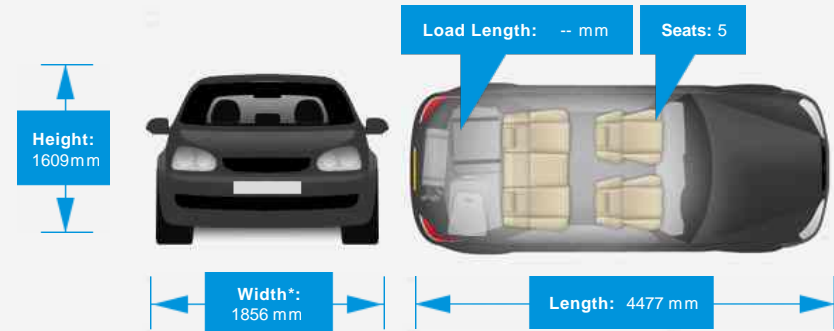 Load Length: -- mm
Seats: 5
Height:
1609mm
Width*:
1856 mm
Length: 4477 mm